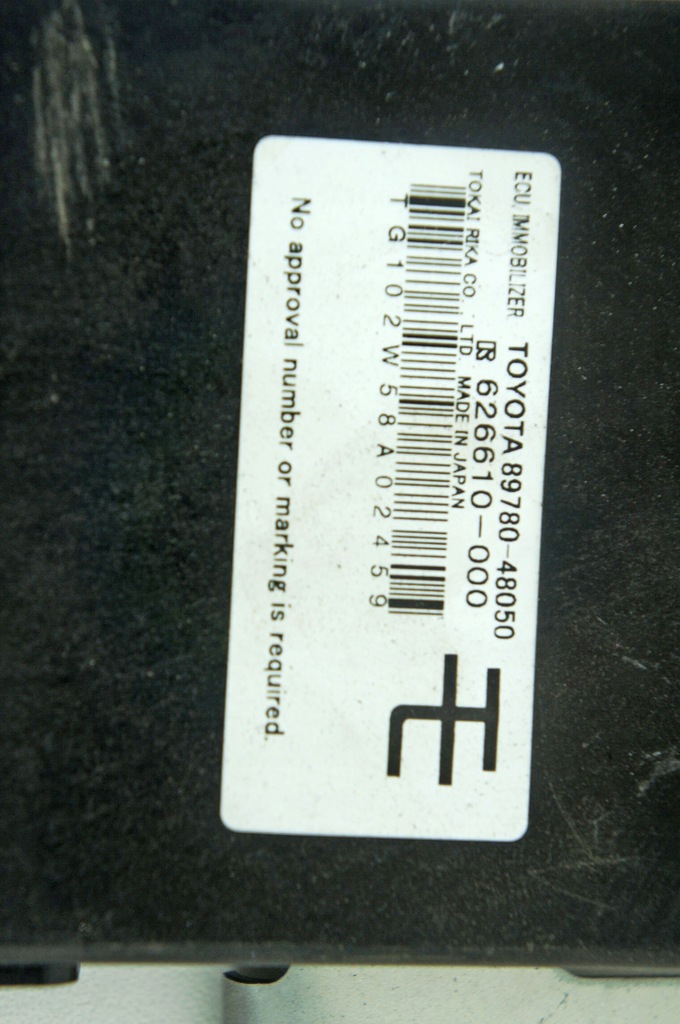 ECU, IMMOBILIZER TOYOTA 89780-48050
626610-000
TOKAI RIKA CO., LTD. MADE IN JAPAN
TG102W58A02459
モ
No approval number or marking is required.